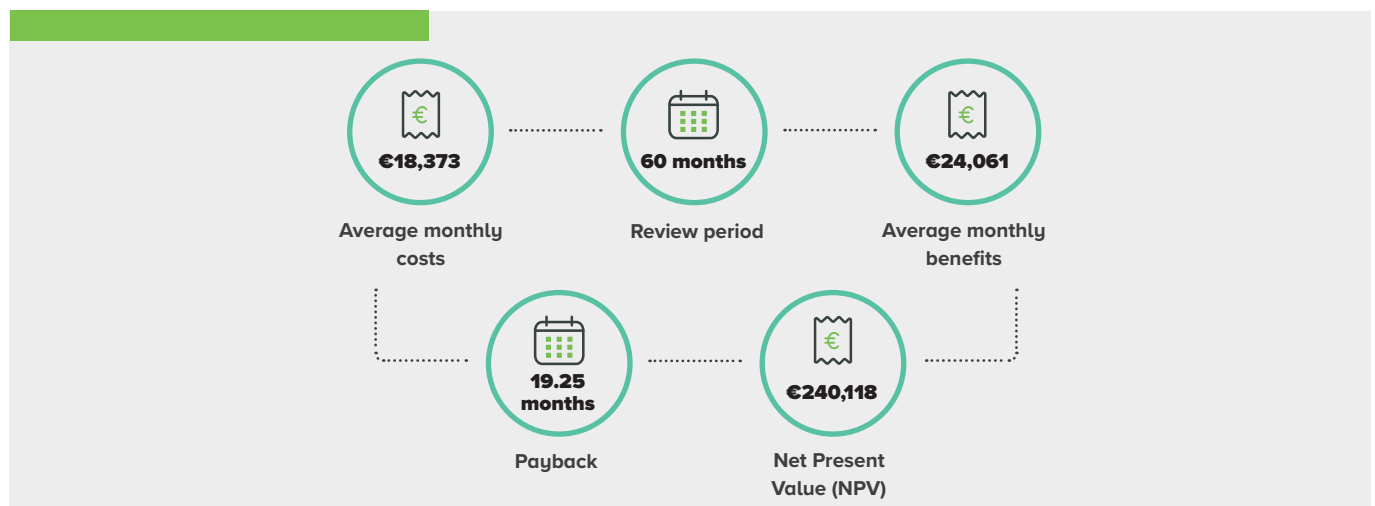 €
€18,373
Average monthly
costs
60 months
Review period
€
€24,061
Average monthly
benefits
19.25
months
Payback
€
€240,118
Net Present
Value (NPV)